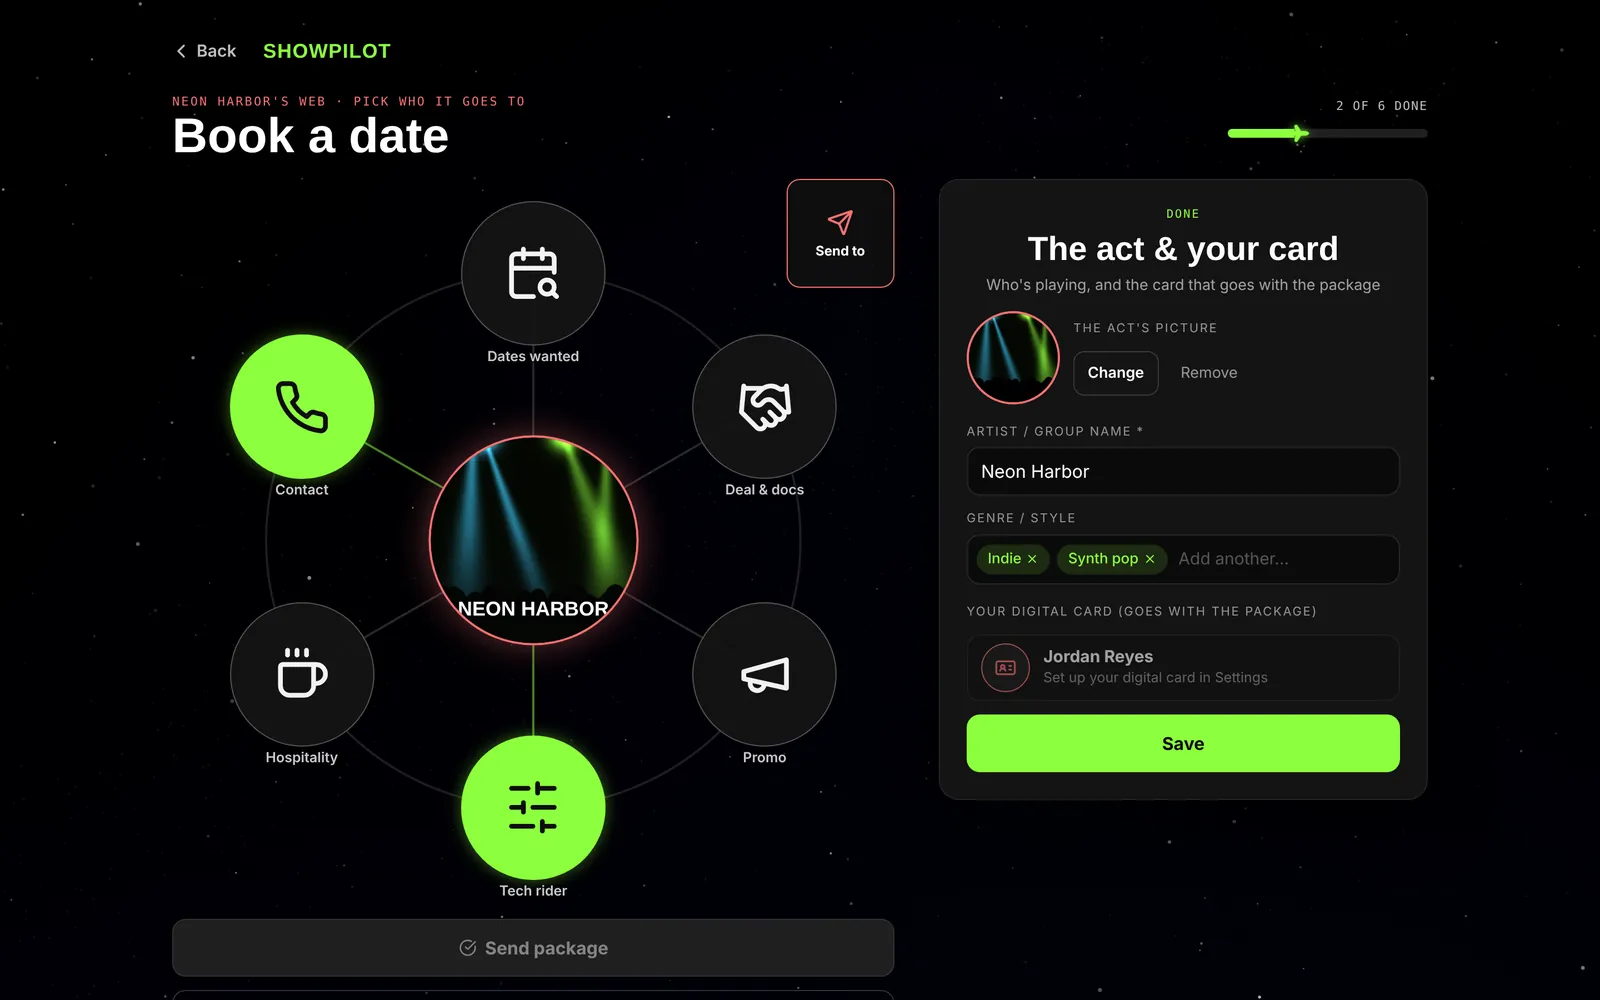 Back
SHOWPILOT
NEON HARBOR'S WEB · PICK WHO IT GOES TO
Book a date
2 OF 6 DONE
Send to
Dates wanted
Contact
Deal & docs
NEON HARBOR
Hospitality
Promo
Tech rider
Send package
DONE
The act & your card
Who's playing, and the card that goes with the package
THE ACT'S PICTURE
Change
Remove
ARTIST / GROUP NAME *
Neon Harbor
GENRE / STYLE
Indie ×
Synth pop ×
Add another...
YOUR DIGITAL CARD (GOES WITH THE PACKAGE)
Jordan Reyes
Set up your digital card in Settings
Save